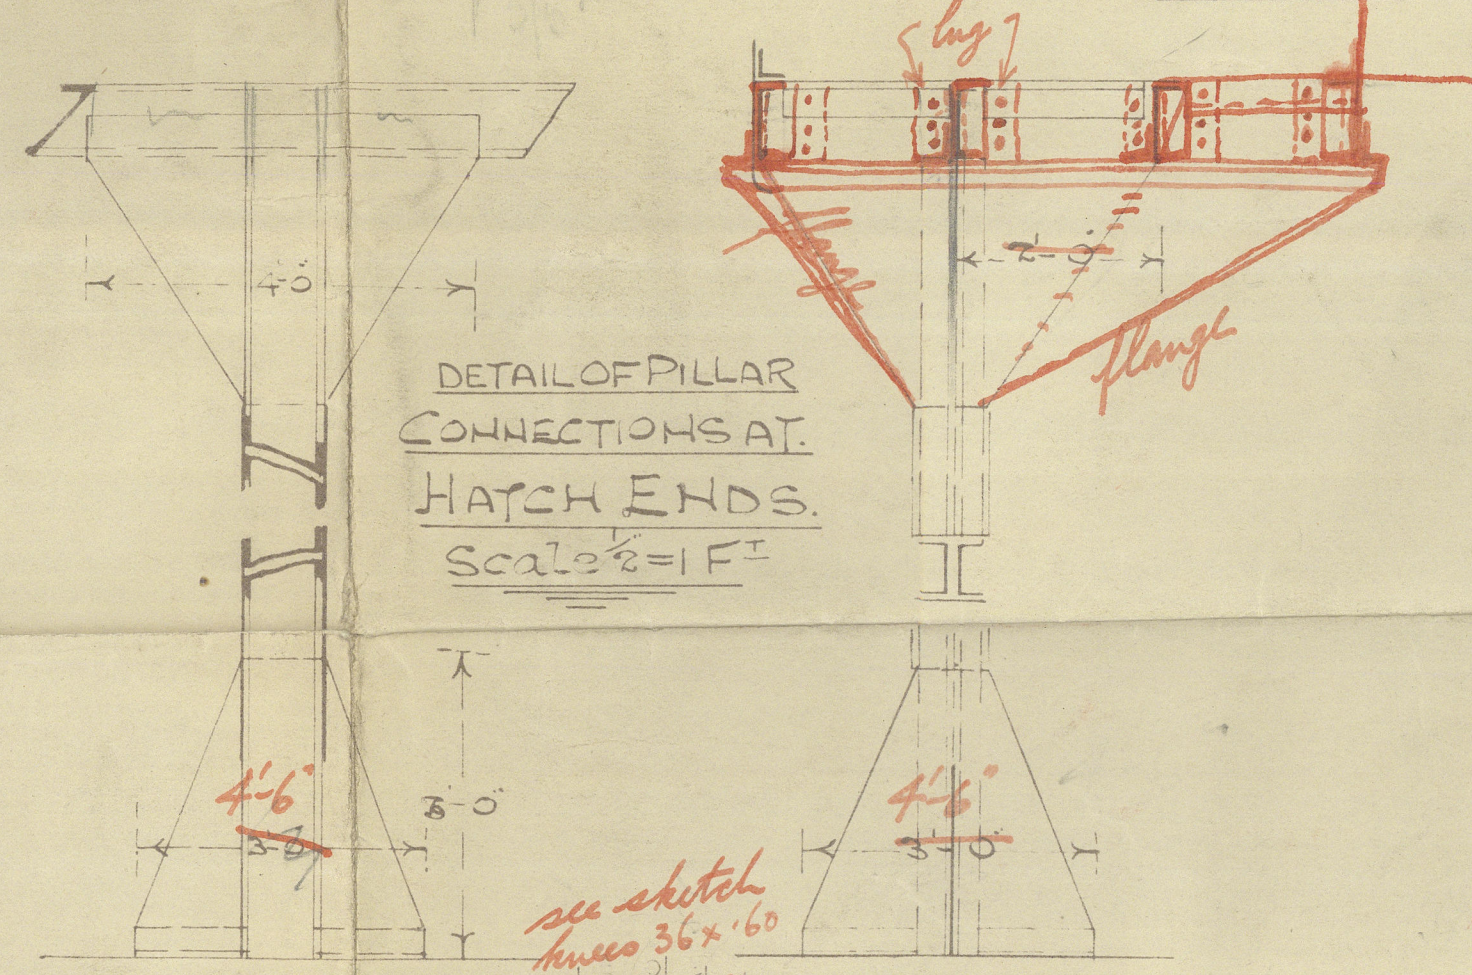 lug
4'-0"
2'-0"
flange
flange
DETAIL OF PILLAR
CONNECTIONS AT.
HATCH ENDS.
Scale ½=1 FT
4'-6"
3'-0"
4'-6"
3'-0"
see sketch
knees 36 x .60